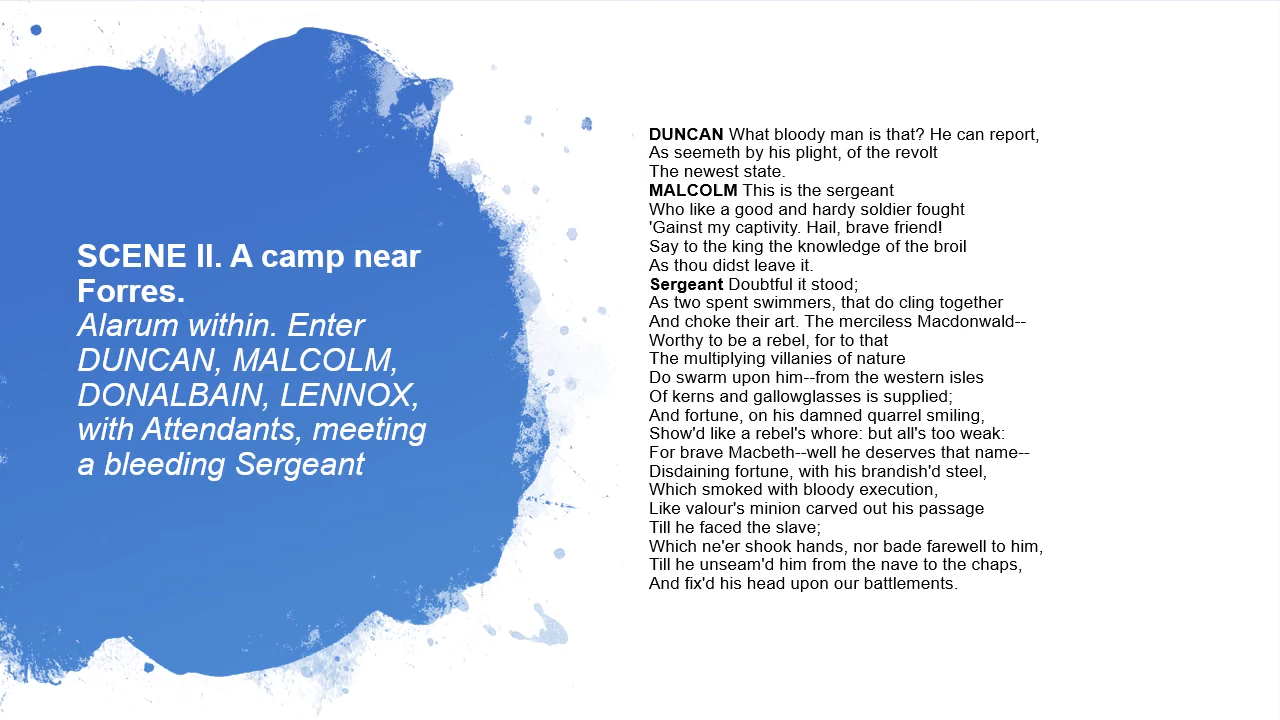 SCENE II. A camp near
Forres.
Alarum within. Enter
DUNCAN, MALCOLM,
DONALBAIN, LENNOX,
with Attendants, meeting
a bleeding Sergeant
DUNCAN What bloody man is that? He can report,
As seemeth by his plight, of the revolt
The newest state.
MALCOLM This is the sergeant
Who like a good and hardy soldier fought
'Gainst my captivity. Hail, brave friend!
Say to the king the knowledge of the broil
As thou didst leave it.
Sergeant Doubtful it stood;
As two spent swimmers, that do cling together
And choke their art. The merciless Macdonwald--
Worthy to be a rebel, for to that
The multiplying villanies of nature
Do swarm upon him--from the western isles
Of kerns and gallowglasses is supplied;
And fortune, on his damned quarrel smiling,
Show'd like a rebel's whore: but all's too weak:
For brave Macbeth--well he deserves that name--
Disdaining fortune, with his brandish'd steel,
Which smoked with bloody execution,
Like valour's minion carved out his passage
Till he faced the slave;
Which ne'er shook hands, nor bade farewell to him,
Till he unseam'd him from the nave to the chaps,
And fix'd his head upon our battlements.